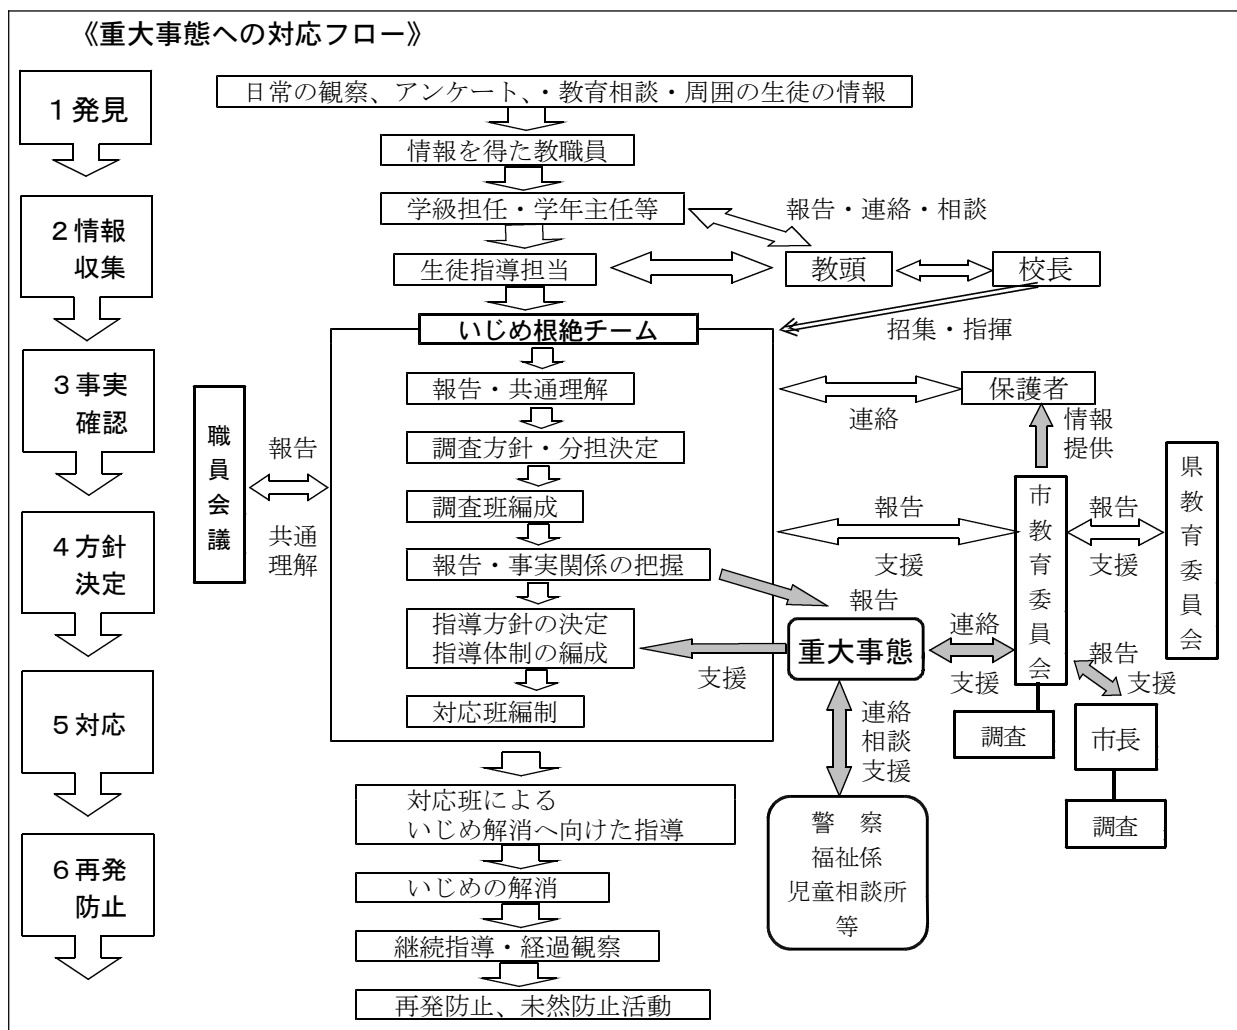 《重大事態への対応フロー》
１発見
２情報
収集
３事実
確認
４方針
決定
５対応
６再発
防止
日常の観察、アンケート、・教育相談・周囲の生徒の情報
情報を得た教職員
学級担任・学年主任等
報告・連絡・相談
生徒指導担当
教頭
校長
招集・指揮
いじめ根絶チーム
報告・共通理解
調査方針・分担決定
調査班編成
報告・事実関係の把握
指導方針の決定
指導体制の編成
対応班編制
職員会議
報告
共通
理解
連絡
保護者
情報
提供
報告
支援
市教育委員会
報告
支援
県教育委員会
報告
重大事態
支援
連絡
支援
報告
支援
調査
市長
調査
連絡
相談
支援
警　察
福祉係
児童相談所
等
対応班による
いじめ解消へ向けた指導
いじめの解消
継続指導・経過観察
再発防止、未然防止活動